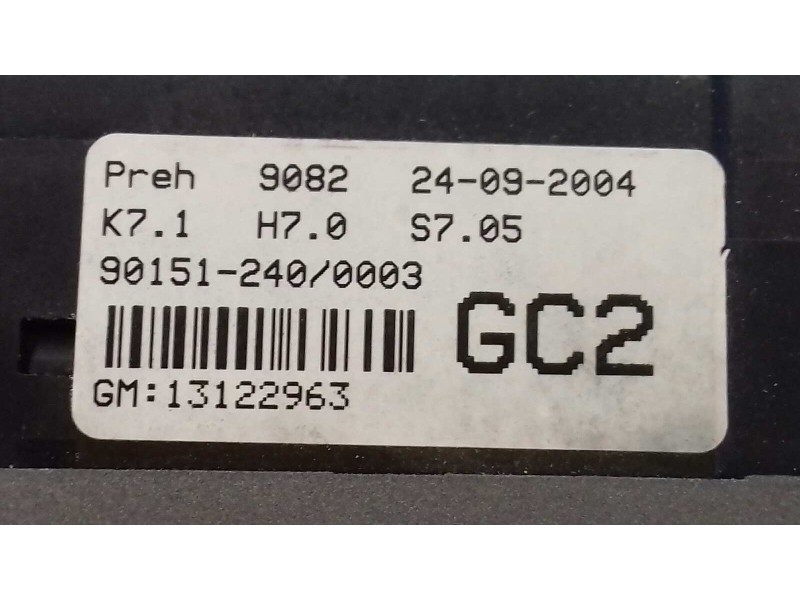 Preh 9082 24-09-2004
K7.1 H7.0 S7.05
90151-240/0003
GC2
GM:13122963